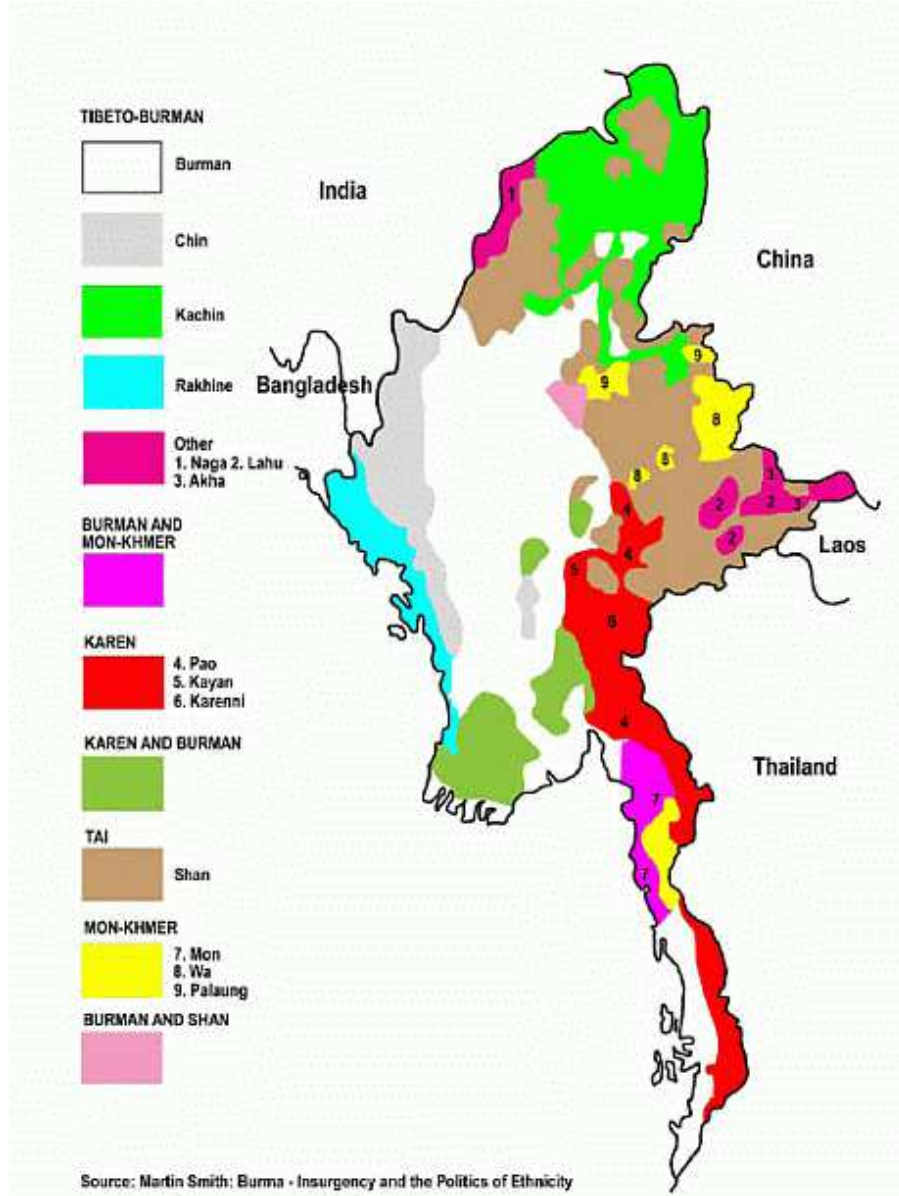 TIBETO-BURMAN
Burman
Chin
Kachin
Rakhine
Other
1. Naga 2. Lahu
3. Akha
BURMAN AND
MON-KHMER
KAREN
4. Pao
5. Kayan
6. Karenni
KAREN AND BURMAN
TAI
Shan
MON-KHMER
7. Mon
8. Wa
9. Palaung
BURMAN AND SHAN
India
China
Bangladesh
Laos
Thailand
1
9
9
8
8
8
3
2
2
3
2
4
4
5
6
4
7
7
Source: Martin Smith: Burma - Insurgency and the Politics of Ethnicity